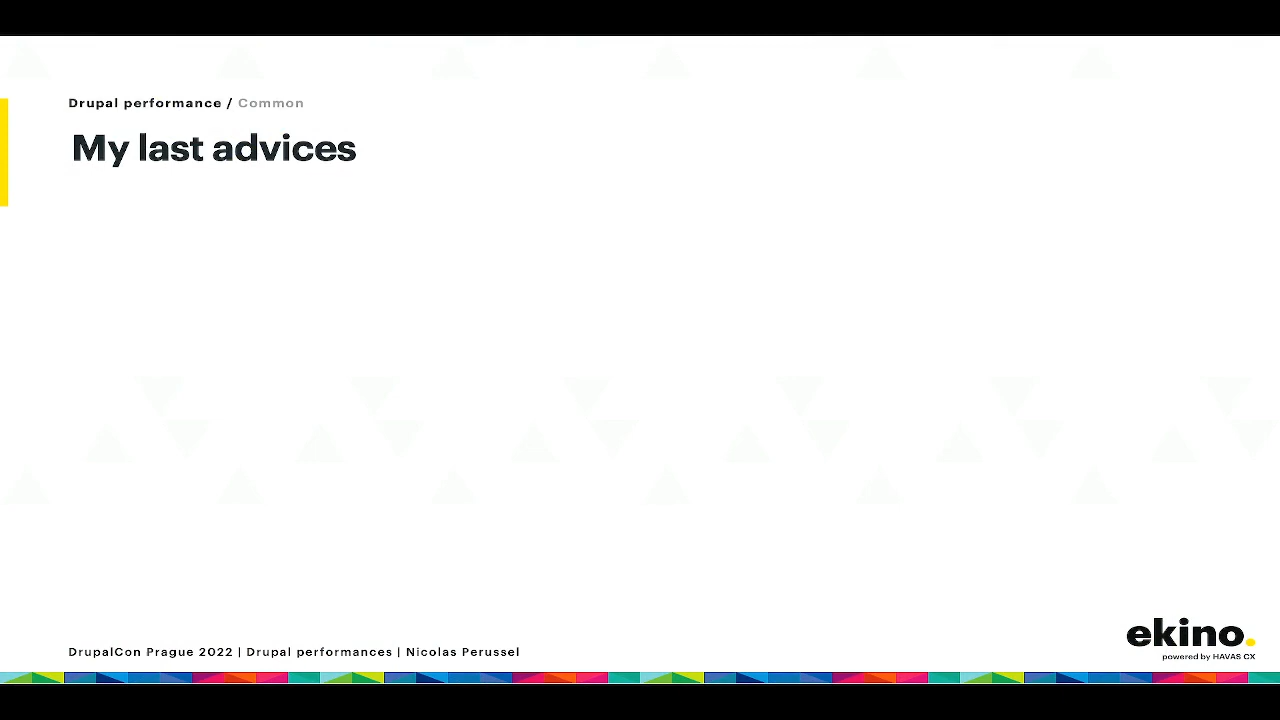 Drupal performance / Common
My last advices
DrupalCon Prague 2022 | Drupal performances | Nicolas Perussel
ekino.
powered by HAVAS CX